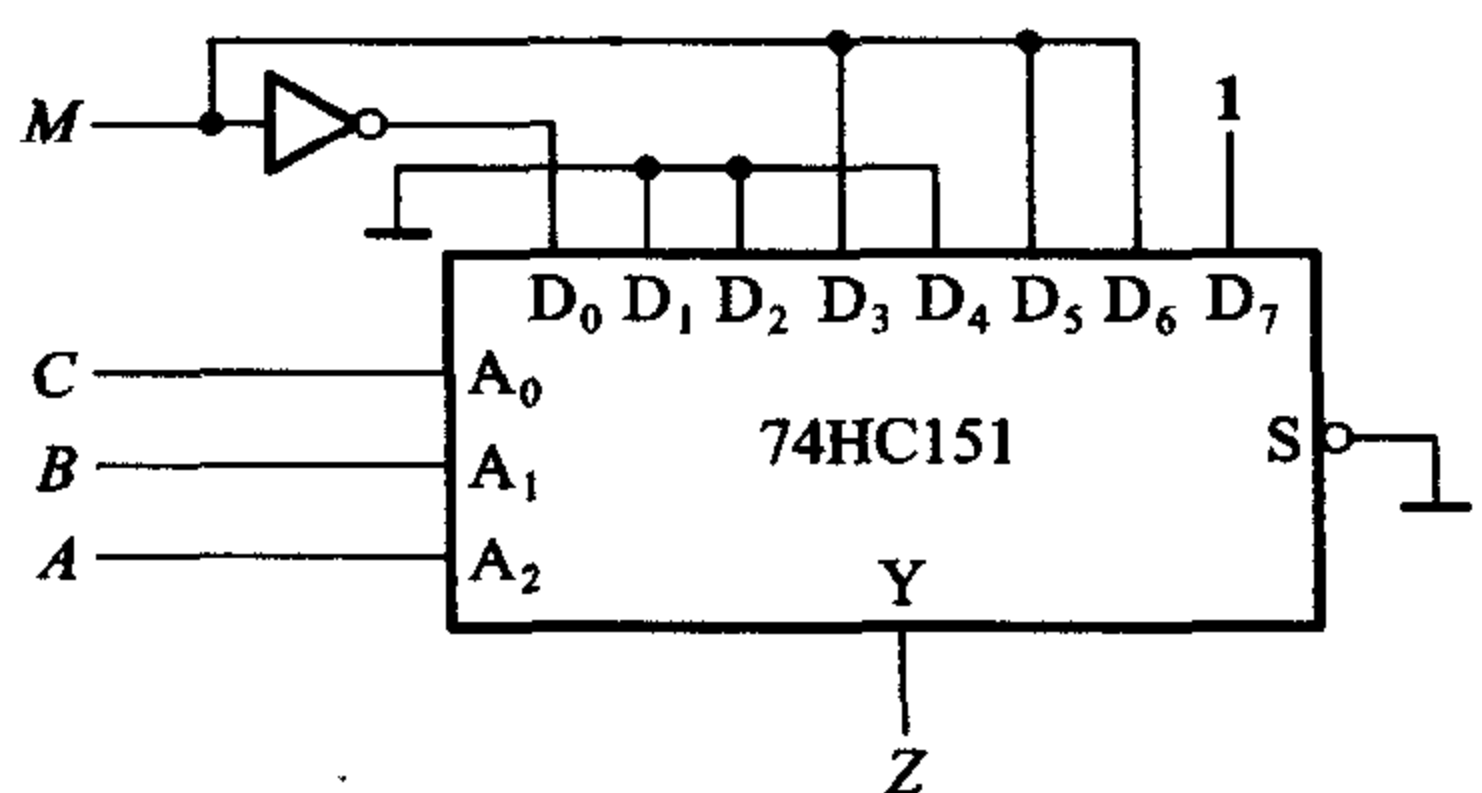 M
1
D₀ D₁ D₂ D₃ D₄ D₅ D₆ D₇
C A₀
B A₁ 74HC151 S
A A₂ Y
Z